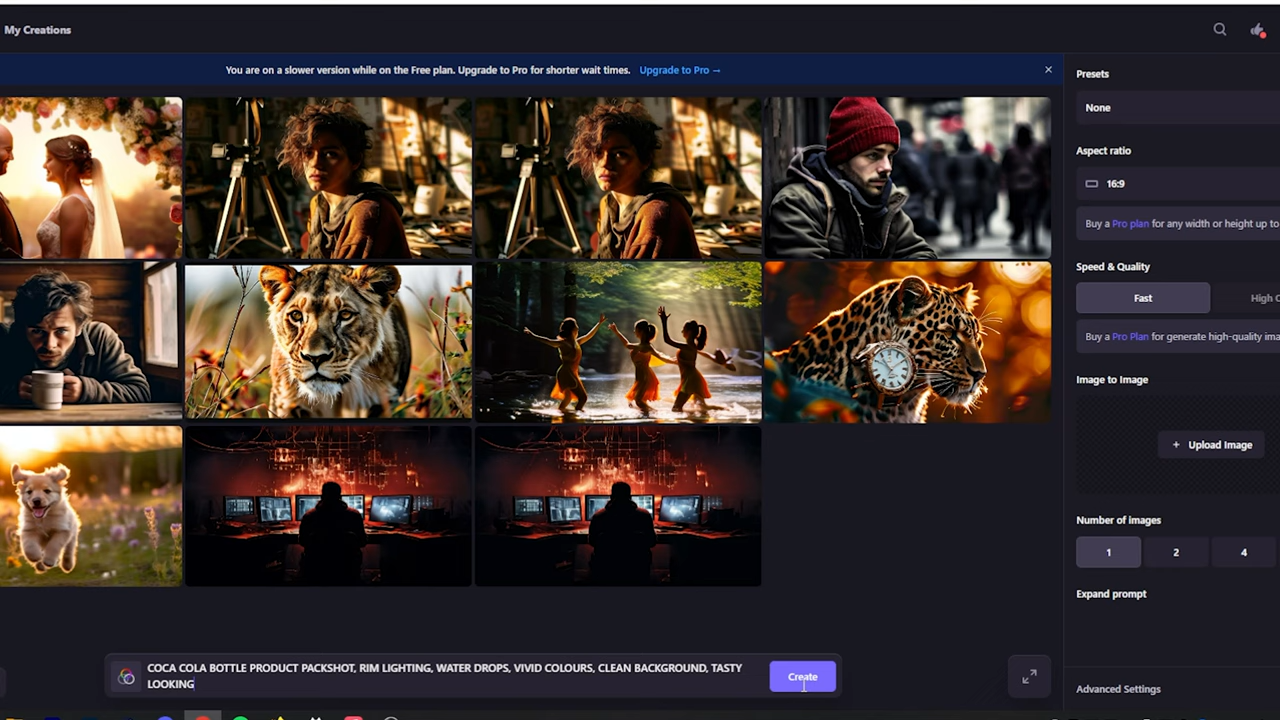 My Creations
You are on a slower version while on the Free plan. Upgrade to Pro for shorter wait times. Upgrade to Pro →
Presets
None
Aspect ratio
16:9
Buy a Pro plan for any width or height up to
Speed & Quality
Fast
High
Buy a Pro Plan for generate high-quality
Image to Image
+ Upload Image
Number of images
1
2
4
Expand prompt
COCA COLA BOTTLE PRODUCT PACKSHOT, RIM LIGHTING, WATER DROPS, VIVID COLOURS, CLEAN BACKGROUND, TASTY
LOOKING
Create
Advanced Settings